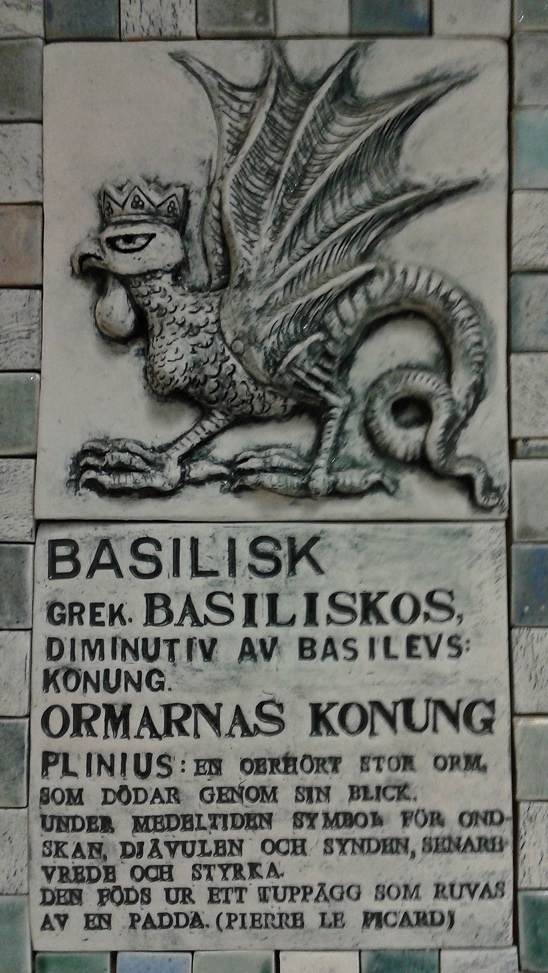 BASILISK
GREK. BASILISKOS,
DIMINUTIV AV BASILEVS:
KONUNG.
ORMARNAS KONUNG
PLINIUS: EN OERHÖRT STOR ORM,
SOM DÖDAR GENOM SIN BLICK.
UNDER MEDELTIDEN SYMBOL FÖR OND-
SKAN, DJÄVULEN OCH SYNDEN, SENARE
VREDE OCH STYRKA.
DEN FÖDS UR ETT TUPPÄGG SOM RUVAS
AV EN PADDA. (PIERRE LE PICARD)